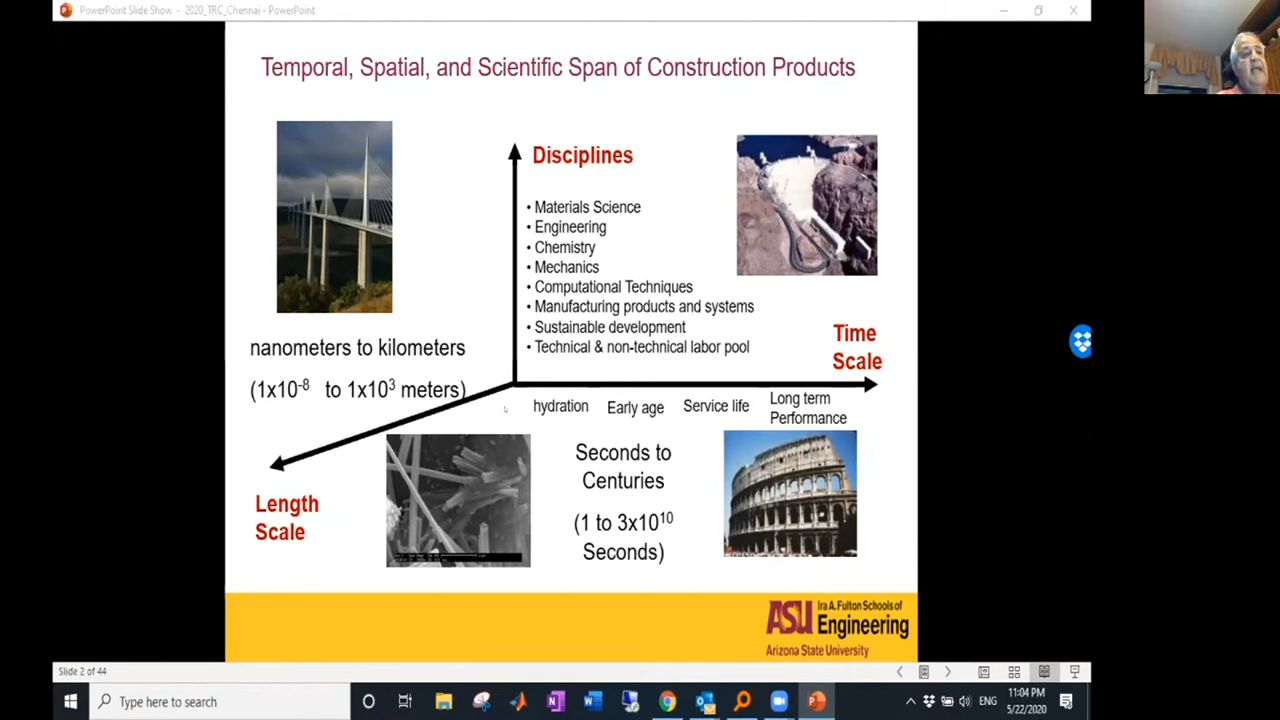 PowerPoint Slide Show - 2020_TRC_Chennai - PowerPoint
Temporal, Spatial, and Scientific Span of Construction Products
Disciplines
• Materials Science
• Engineering
• Chemistry
• Mechanics
• Computational Techniques
• Manufacturing products and systems
• Sustainable development
• Technical & non-technical labor pool
nanometers to kilometers
(1x10⁻⁸ to 1x10³ meters)
Time
Scale
hydration Early age Service life Long term
Performance
Length
Scale
Seconds to
Centuries
(1 to 3x10¹⁰
Seconds)
ASU Ira A. Fulton Schools of
Engineering
Arizona State University
Slide 2 of 44
Type here to search
ENG
11:04 PM
5/22/2020